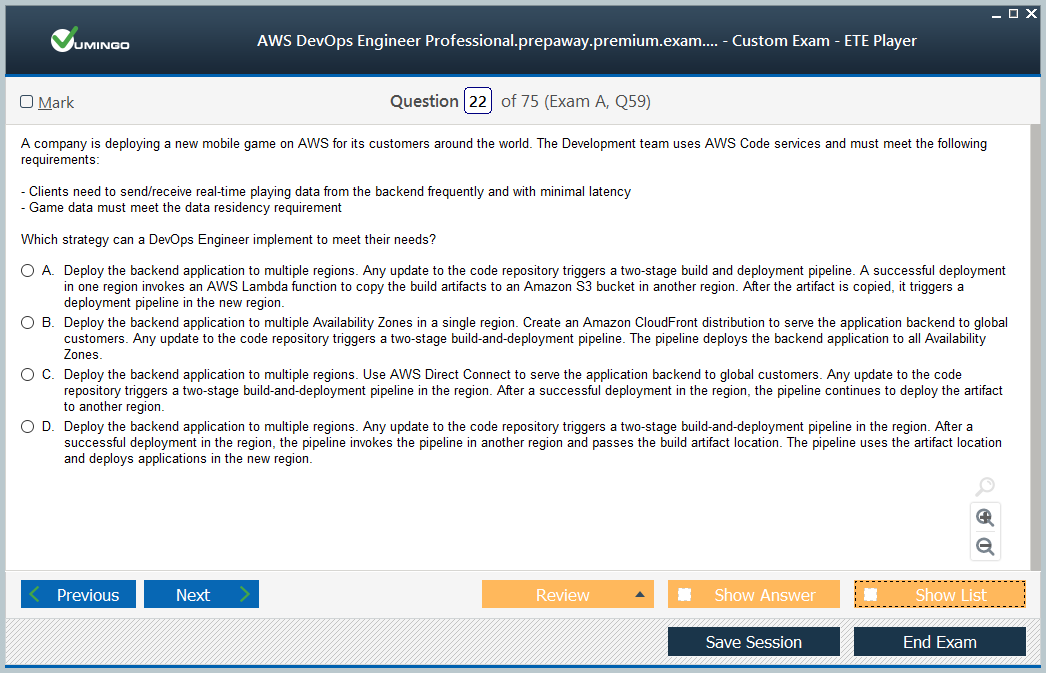 VUMINGO
AWS DevOps Engineer Professional.prepaway.premium.exam.... - Custom Exam - ETE Player
Mark
Question 22 of 75 (Exam A, Q59)
A company is deploying a new mobile game on AWS for its customers around the world. The Development team uses AWS Code services and must meet the following
requirements:
- Clients need to send/receive real-time playing data from the backend frequently and with minimal latency
- Game data must meet the data residency requirement
Which strategy can a DevOps Engineer implement to meet their needs?
A. Deploy the backend application to multiple regions. Any update to the code repository triggers a two-stage build and deployment pipeline. A successful deployment
in one region invokes an AWS Lambda function to copy the build artifacts to an Amazon S3 bucket in another region. After the artifact is copied, it triggers a
deployment pipeline in the new region.
B. Deploy the backend application to multiple Availability Zones in a single region. Create an Amazon CloudFront distribution to serve the application backend to global
customers. Any update to the code repository triggers a two-stage build-and-deployment pipeline. The pipeline deploys the backend application to all Availability
Zones.
C. Deploy the backend application to multiple regions. Use AWS Direct Connect to serve the application backend to global customers. Any update to the code
repository triggers a two-stage build-and-deployment pipeline in the region. After a successful deployment in the region, the pipeline continues to deploy the artifact
to another region.
D. Deploy the backend application to multiple regions. Any update to the code repository triggers a two-stage build-and-deployment pipeline in the region. After a
successful deployment in the region, the pipeline invokes the pipeline in another region and passes the build artifact location. The pipeline uses the artifact location
and deploys applications in the new region.
Previous Next Review Show Answer Show List
Save Session End Exam